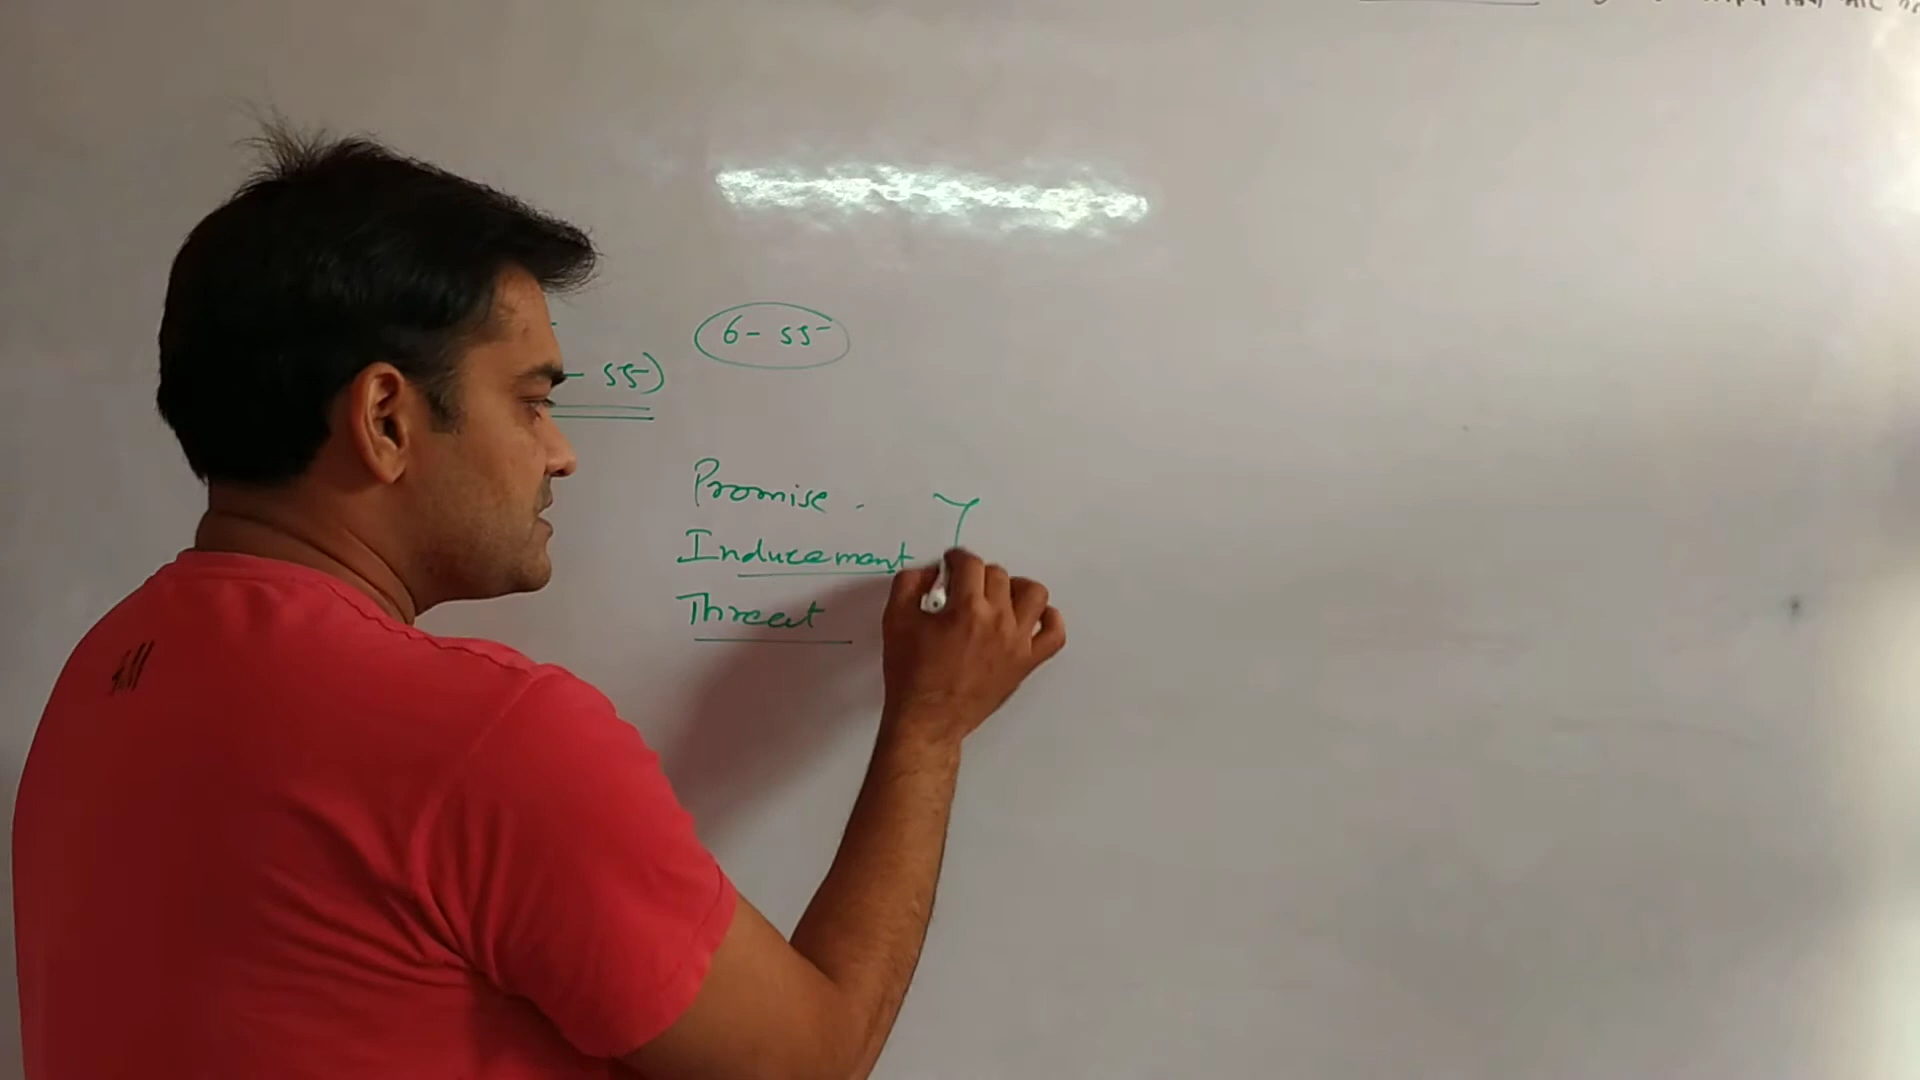 6- 55
- 55)
Promise.
Inducement
Threat